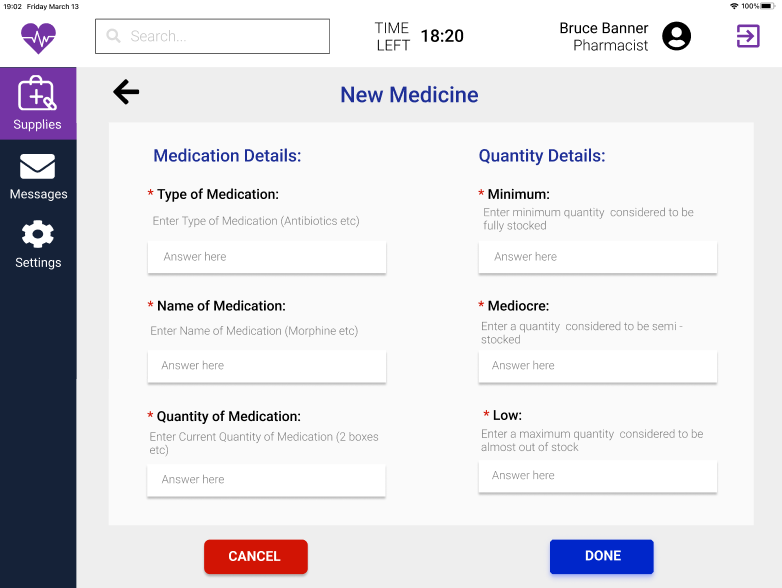 19:02 Friday March 13
100%
Search...
TIME
LEFT
18:20
Bruce Banner
Pharmacist
Supplies
Messages
Settings
New Medicine
Medication Details:
* Type of Medication:
Enter Type of Medication (Antibiotics etc)
Answer here
* Name of Medication:
Enter Name of Medication (Morphine etc)
Answer here
* Quantity of Medication:
Enter Current Quantity of Medication (2 boxes
etc)
Answer here
Quantity Details:
* Minimum:
Enter minimum quantity considered to be
fully stocked
Answer here
* Mediocre:
Enter a quantity considered to be semi -
stocked
Answer here
* Low:
Enter a maximum quantity considered to be
almost out of stock
Answer here
CANCEL
DONE